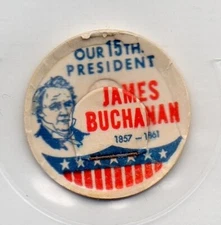 OUR 15TH.
PRESIDENT
JAMES
BUCHANAN
1857 - 1861